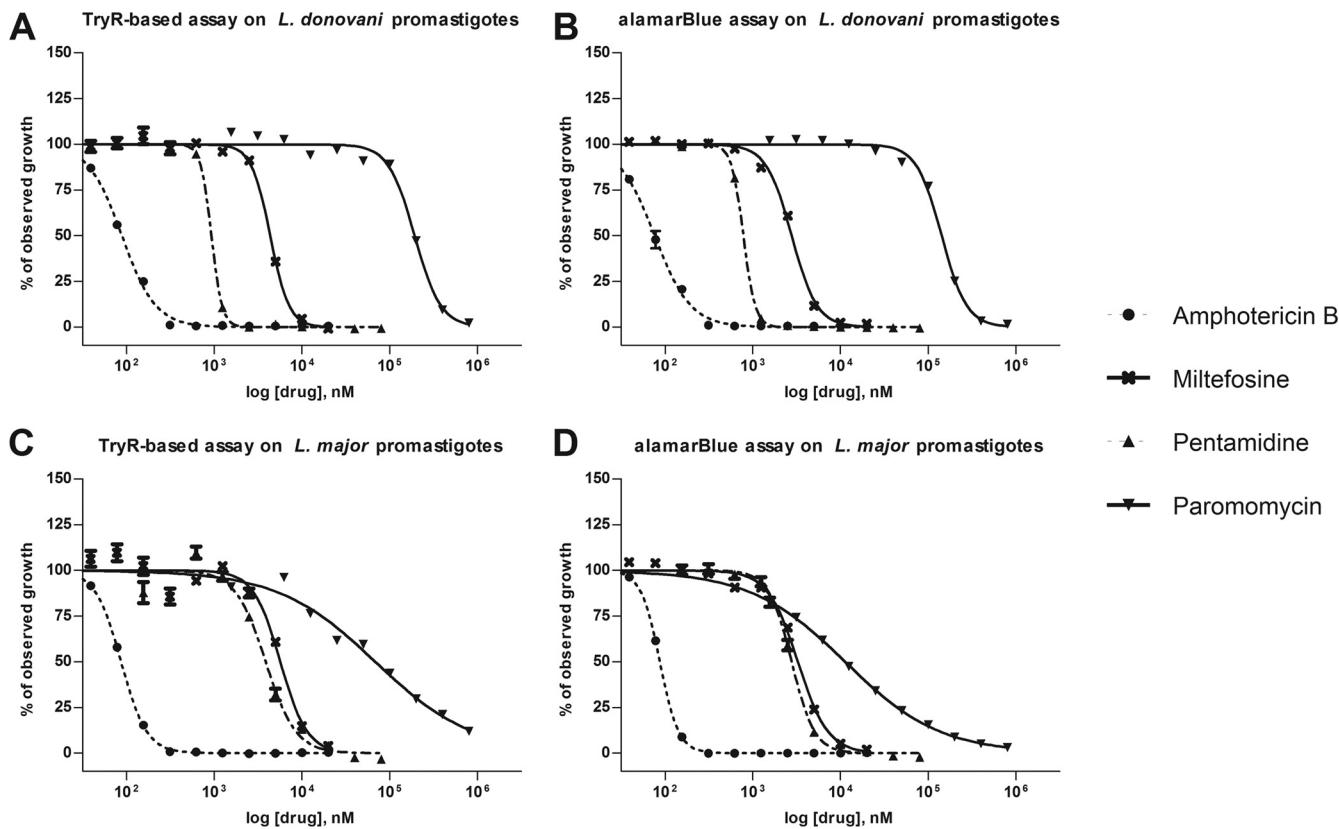 A
TryR-based assay on L. donovani promastigotes
150
125
100
75
50
25
0
% of observed growth
10² 10³ 10⁴ 10⁵ 10⁶
log [drug], nM
B
alamarBlue assay on L. donovani promastigotes
150
125
100
75
50
25
0
% of observed growth
10² 10³ 10⁴ 10⁵ 10⁶
log [drug], nM
Amphotericin B
Miltefosine
Pentamidine
Paromomycin
C
TryR-based assay on L. major promastigotes
150
125
100
75
50
25
0
% of observed growth
10² 10³ 10⁴ 10⁵ 10⁶
log [drug], nM
D
alamarBlue assay on L. major promastigotes
150
125
100
75
50
25
0
% of observed growth
10² 10³ 10⁴ 10⁵ 10⁶
log [drug], nM